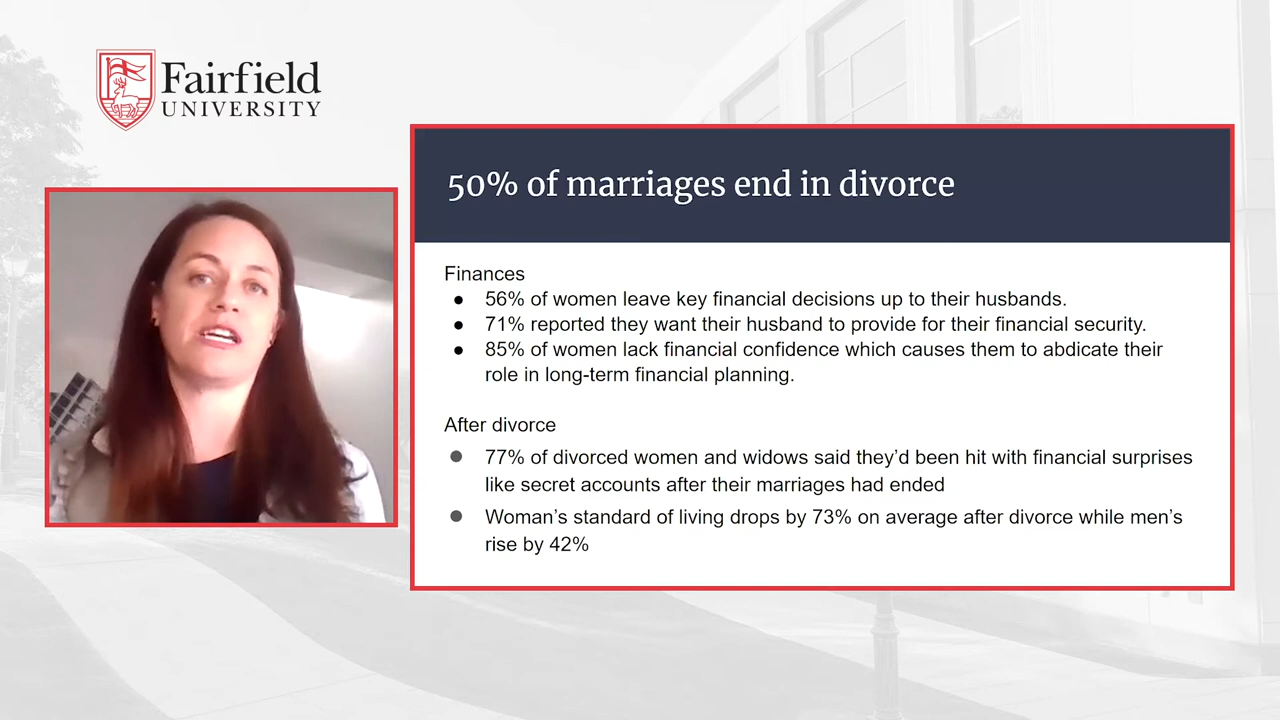 Fairfield
UNIVERSITY
50% of marriages end in divorce
Finances
● 56% of women leave key financial decisions up to their husbands.
● 71% reported they want their husband to provide for their financial security.
● 85% of women lack financial confidence which causes them to abdicate their
role in long-term financial planning.
After divorce
● 77% of divorced women and widows said they’d been hit with financial surprises
like secret accounts after their marriages had ended
● Woman’s standard of living drops by 73% on average after divorce while men’s
rise by 42%